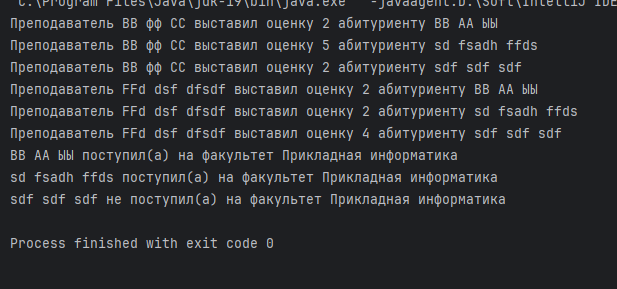 C:\Program Files\Java\jdk-19\bin\java.exe" "-javaagent:D:\Soft\IntelliJ IDE
Преподаватель ВВ фф СС выставил оценку 2 абитуриенту ВВ АА ЫЫ
Преподаватель ВВ фф СС выставил оценку 5 абитуриенту sd fsadh ffds
Преподаватель ВВ фф СС выставил оценку 2 абитуриенту sdf sdf sdf
Преподаватель FFd dsf dfsdf выставил оценку 2 абитуриенту ВВ АА ЫЫ
Преподаватель FFd dsf dfsdf выставил оценку 2 абитуриенту sd fsadh ffds
Преподаватель FFd dsf dfsdf выставил оценку 4 абитуриенту sdf sdf sdf
ВВ АА ЫЫ поступил(а) на факультет Прикладная информатика
sd fsadh ffds поступил(а) на факультет Прикладная информатика
sdf sdf sdf не поступил(а) на факультет Прикладная информатика
Process finished with exit code 0